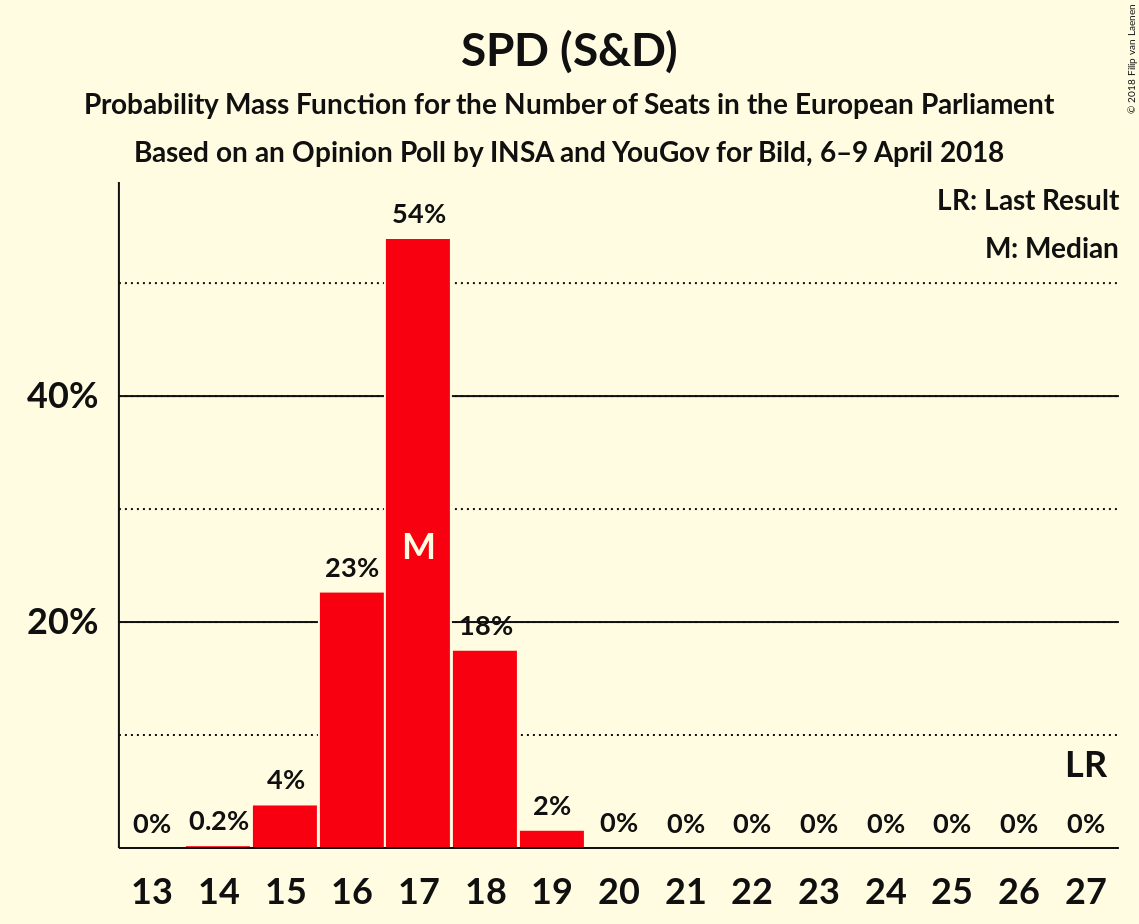 SPD (S&D)
Probability Mass Function for the Number of Seats in the European Parliament
Based on an Opinion Poll by INSA and YouGov for Bild, 6–9 April 2018
© 2018 Filip van Laenen
LR: Last Result
M: Median
54%
40%
M
23%
20%
18%
LR
4%
2%
0%
0.2%
0%
0%
0%
0%
0%
0%
0%
0%
13 14 15 16 17 18 19 20 21 22 23 24 25 26 27